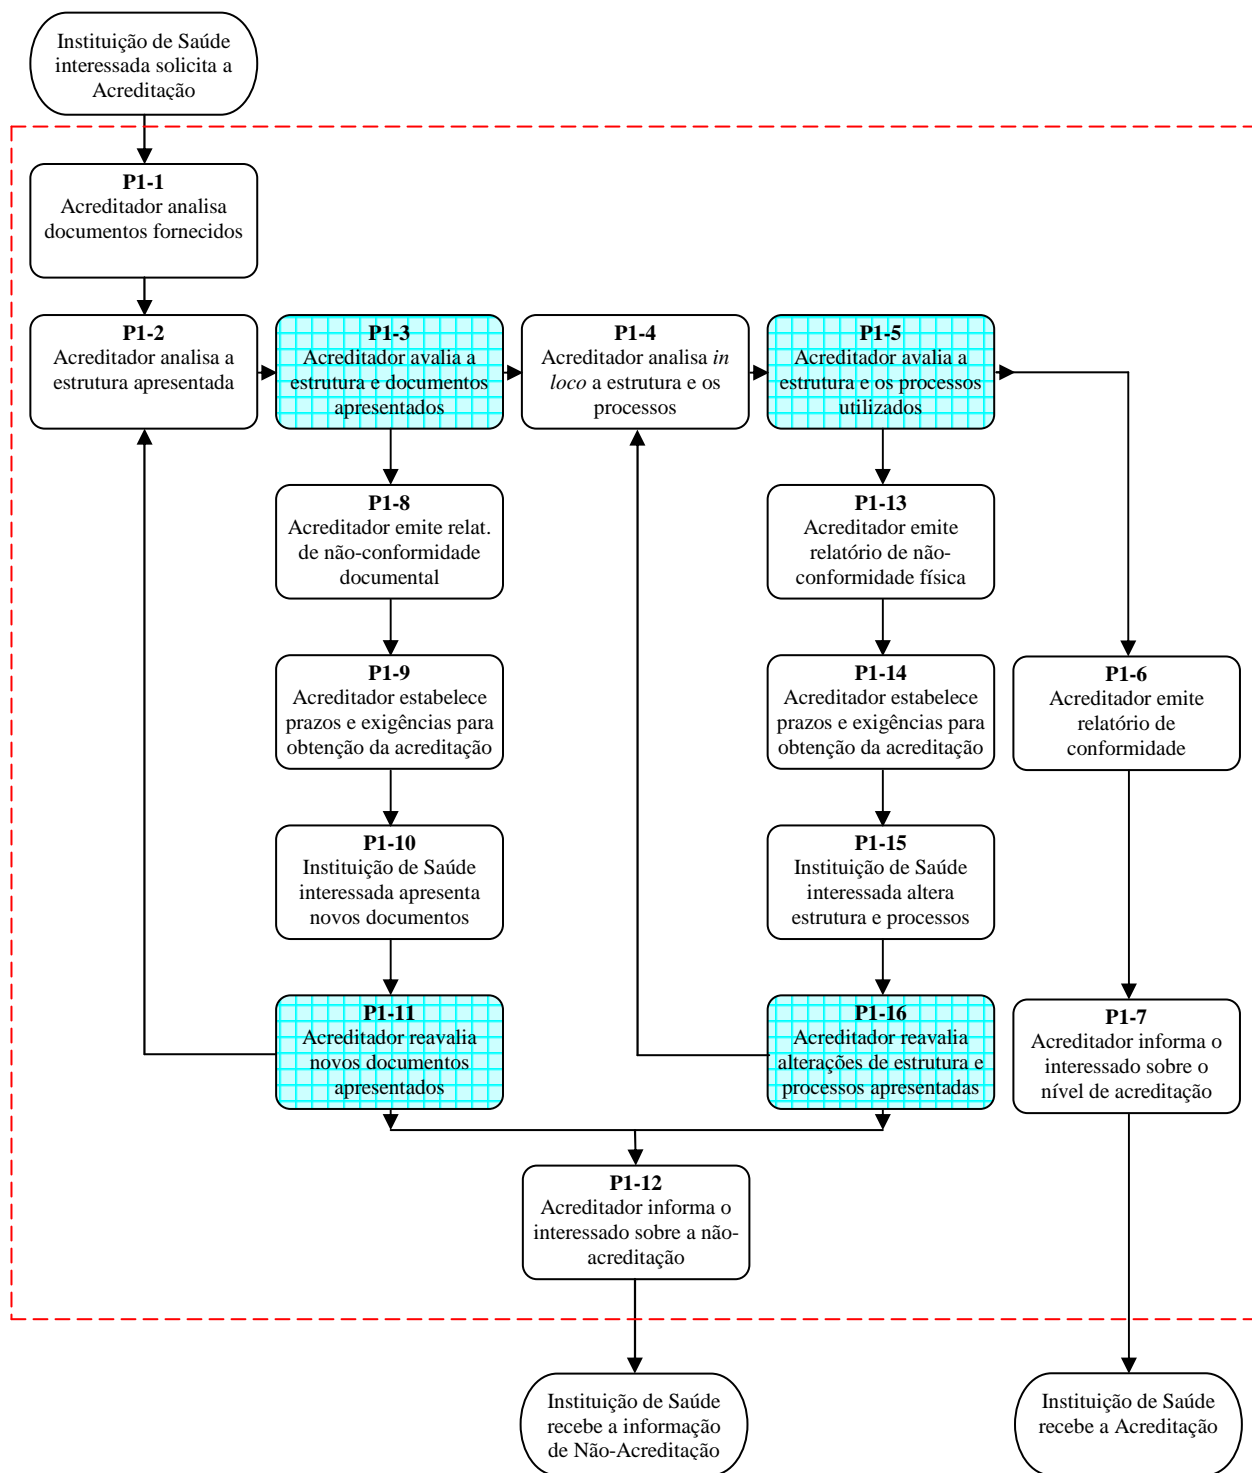 Instituição de Saúde
interessada solicita a
Acreditação
P1-1
Acreditador analisa
documentos fornecidos
P1-2
Acreditador analisa a
estrutura apresentada
P1-3
Acreditador avalia a
estrutura e documentos
apresentados
P1-4
Acreditador analisa in
loco a estrutura e os
processos
P1-5
Acreditador avalia a
estrutura e os processos
utilizados
P1-8
Acreditador emite relat.
de não-conformidade
documental
P1-13
Acreditador emite
relatório de não-
conformidade física
P1-9
Acreditador estabelece
prazos e exigências para
obtenção da acreditação
P1-14
Acreditador estabelece
prazos e exigências para
obtenção da acreditação
P1-6
Acreditador emite
relatório de
conformidade
P1-10
Instituição de Saúde
interessada apresenta
novos documentos
P1-15
Instituição de Saúde
interessada altera
estrutura e processos
P1-11
Acreditador reavalia
novos documentos
apresentados
P1-16
Acreditador reavalia
alterações de estrutura e
processos apresentadas
P1-7
Acreditador informa o
interessado sobre o
nível de acreditação
P1-12
Acreditador informa o
interessado sobre a não-
acreditação
Instituição de Saúde
recebe a informação
de Não-Acreditação
Instituição de Saúde
recebe a Acreditação